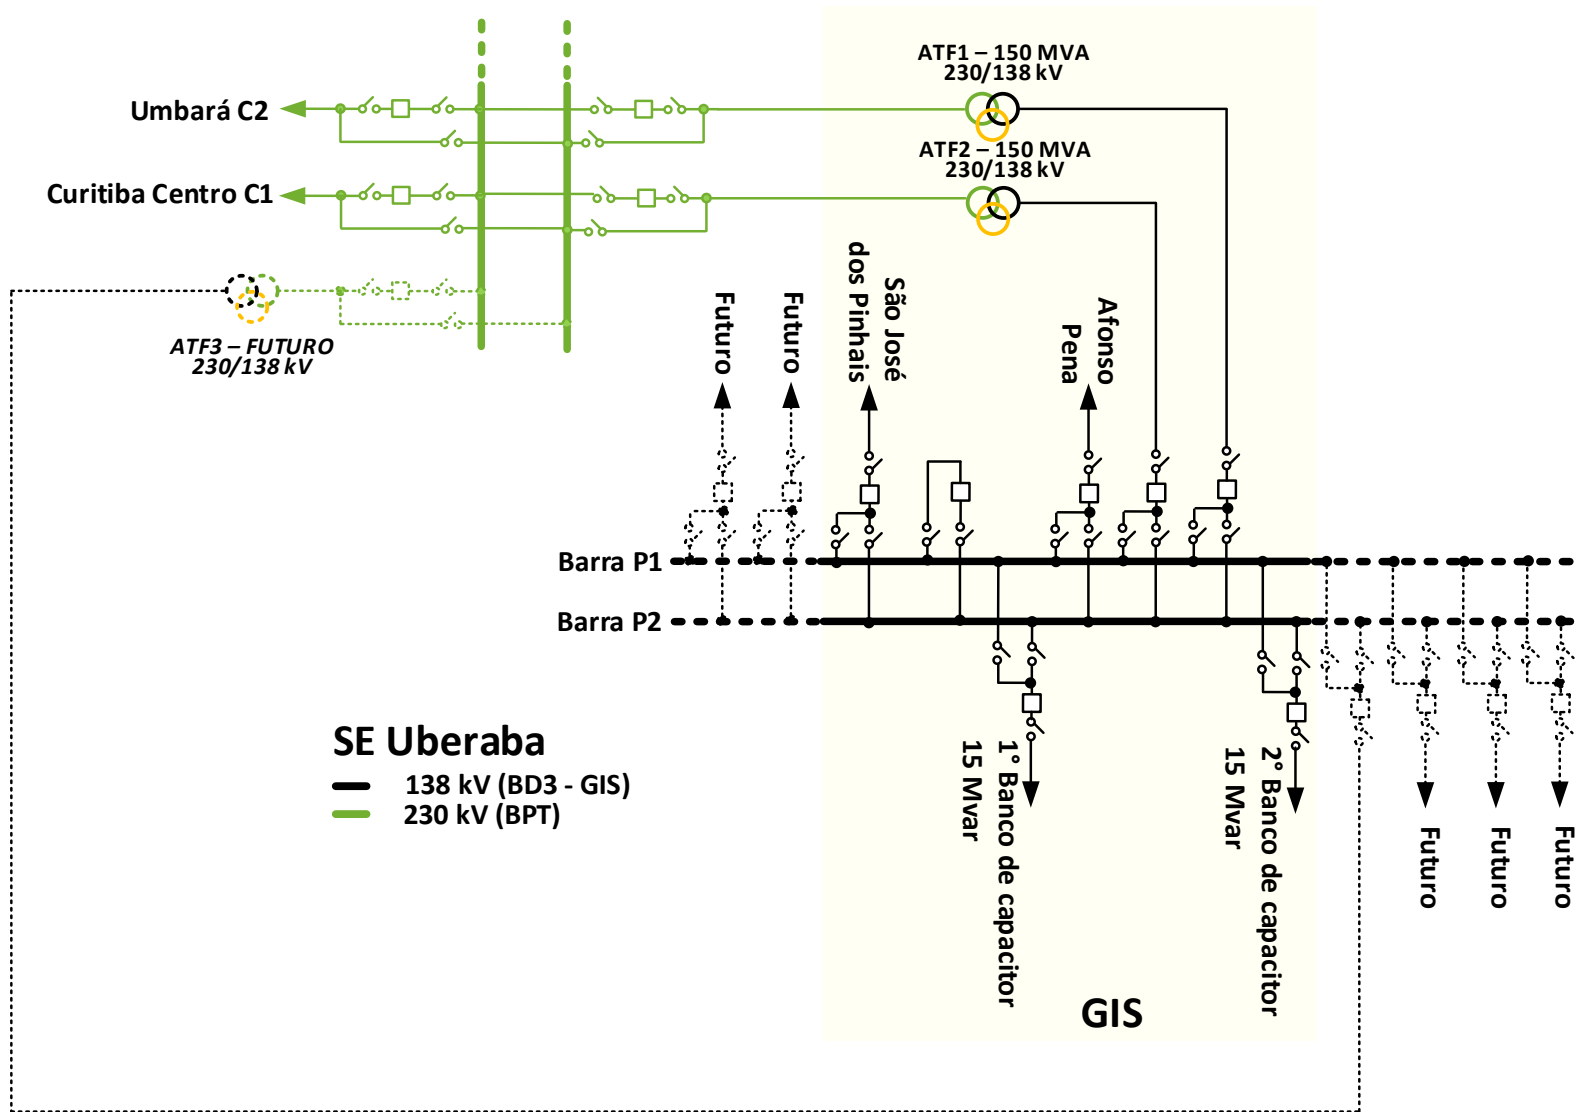 ATF1 – 150 MVA
230/138 kV
Umbará C2
ATF2 – 150 MVA
230/138 kV
Curitiba Centro C1
ATF3 – FUTURO
230/138 kV
Futuro
Futuro
São José
dos Pinhais
Afonso
Pena
Barra P1
Barra P2
SE Uberaba
138 kV (BD3 - GIS)
230 kV (BPT)
1° Banco de capacitor
15 Mvar
2° Banco de capacitor
15 Mvar
Futuro
Futuro
Futuro
GIS